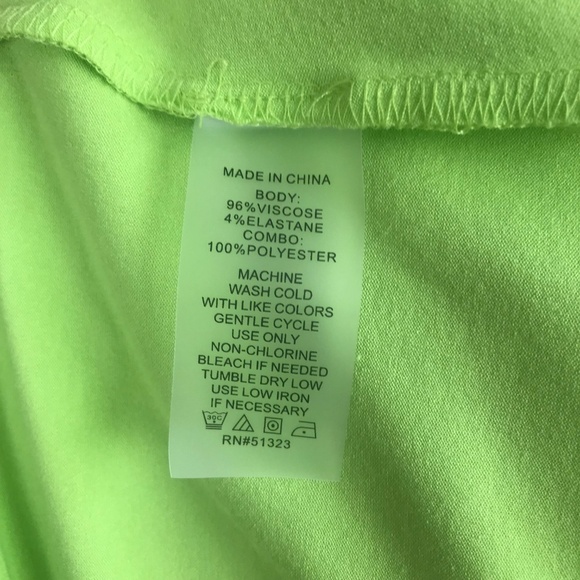 MADE IN CHINA
BODY:
96%VISCOSE
4%ELASTANE
COMBO:
100%POLYESTER
MACHINE
WASH COLD
WITH LIKE COLORS
GENTLE CYCLE
USE ONLY
NON-CHLORINE
BLEACH IF NEEDED
TUMBLE DRY LOW
USE LOW IRON
IF NECESSARY
30C
RN#51323